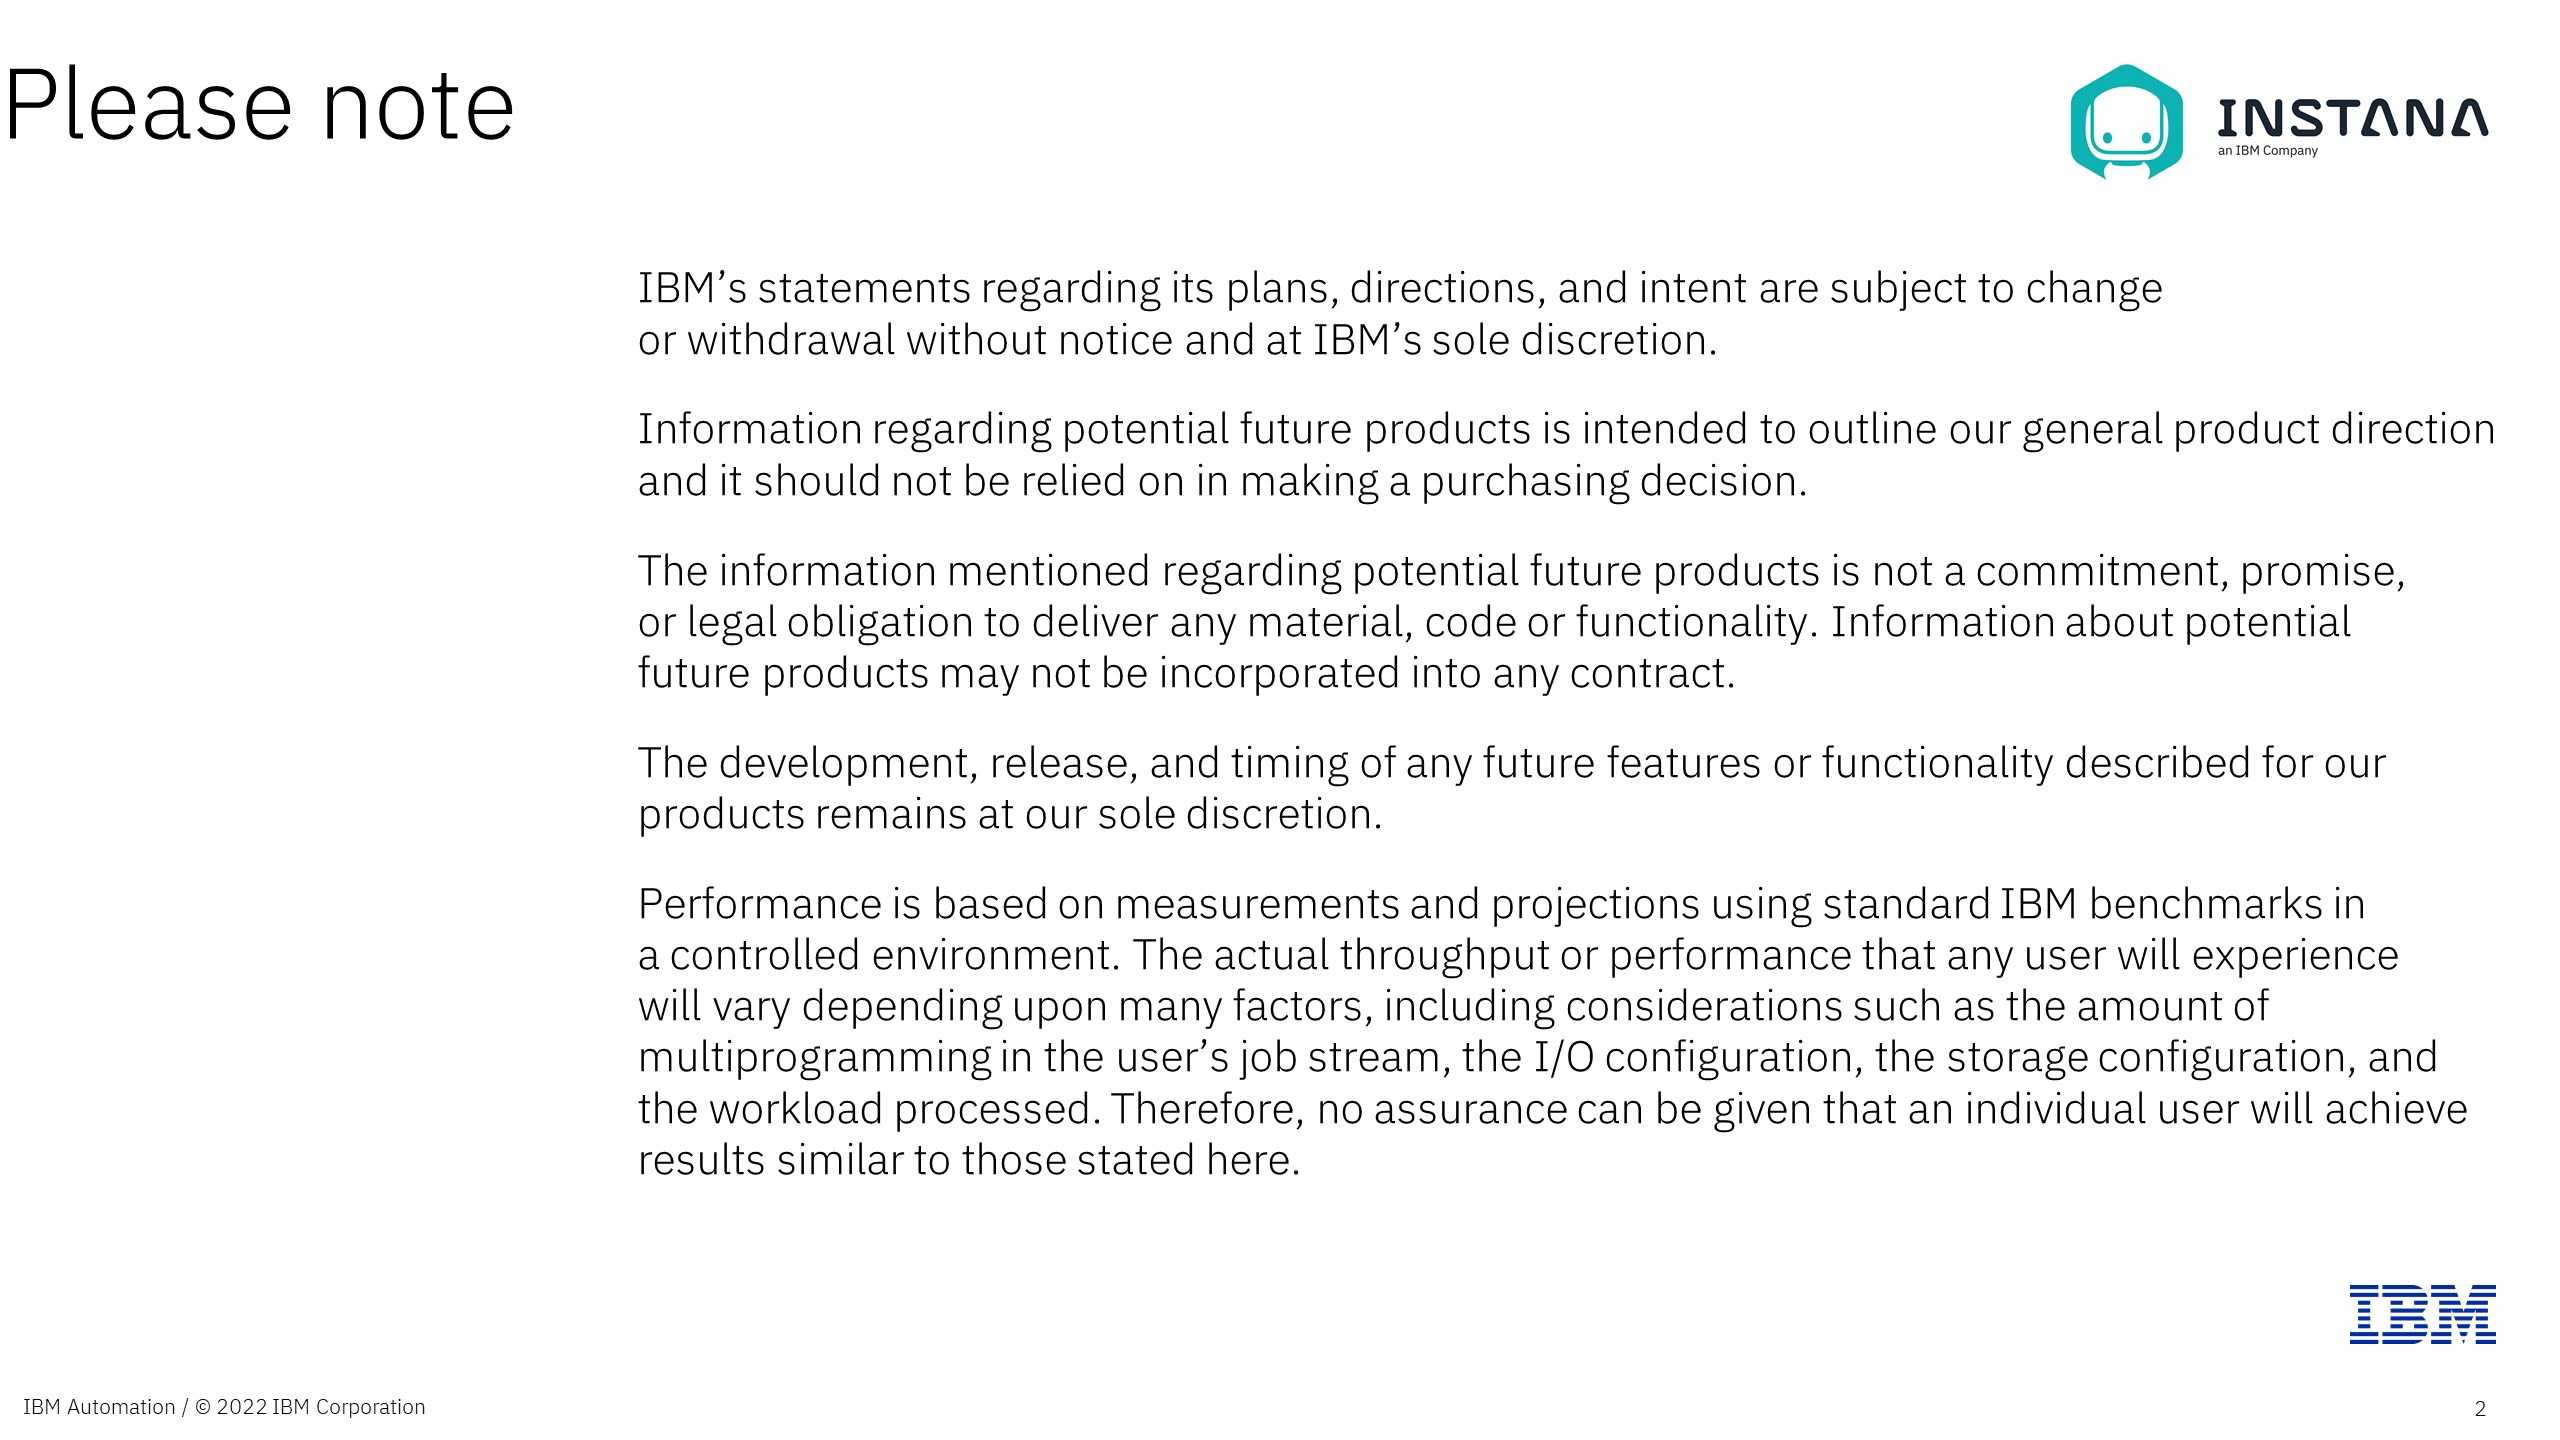 Please note
INSTANA
an IBM Company
IBM’s statements regarding its plans, directions, and intent are subject to change
or withdrawal without notice and at IBM’s sole discretion.
Information regarding potential future products is intended to outline our general product direction
and it should not be relied on in making a purchasing decision.
The information mentioned regarding potential future products is not a commitment, promise,
or legal obligation to deliver any material, code or functionality. Information about potential
future products may not be incorporated into any contract.
The development, release, and timing of any future features or functionality described for our
products remains at our sole discretion.
Performance is based on measurements and projections using standard IBM benchmarks in
a controlled environment. The actual throughput or performance that any user will experience
will vary depending upon many factors, including considerations such as the amount of
multiprogramming in the user’s job stream, the I/O configuration, the storage configuration, and
the workload processed. Therefore, no assurance can be given that an individual user will achieve
results similar to those stated here.
IBM
IBM Automation / © 2022 IBM Corporation
2